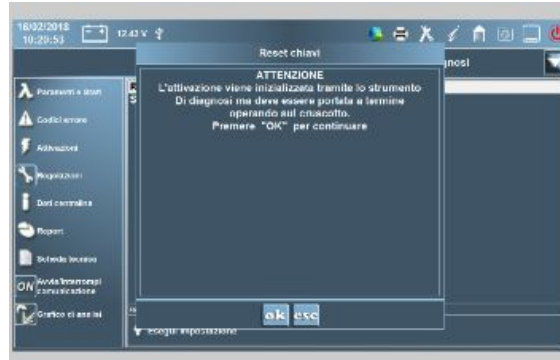 16/02/2018
10:20:53
12.43 V
Reset chiavi
gnosi
ATTENZIONE
L'attivazione viene inizializzata tramite lo strumento
Di diagnosi ma deve essere portata a termine
operando sul cruscotto.
Premere "OK" per continuare
Parametri e Stati
Codici errore
Attivazioni
Regolazioni
Dati centralina
Report
Scheda tecnica
ON
Avvia/Interrompi
comunicazione
Grafico di analisi
ok esc
Esegui impostazione